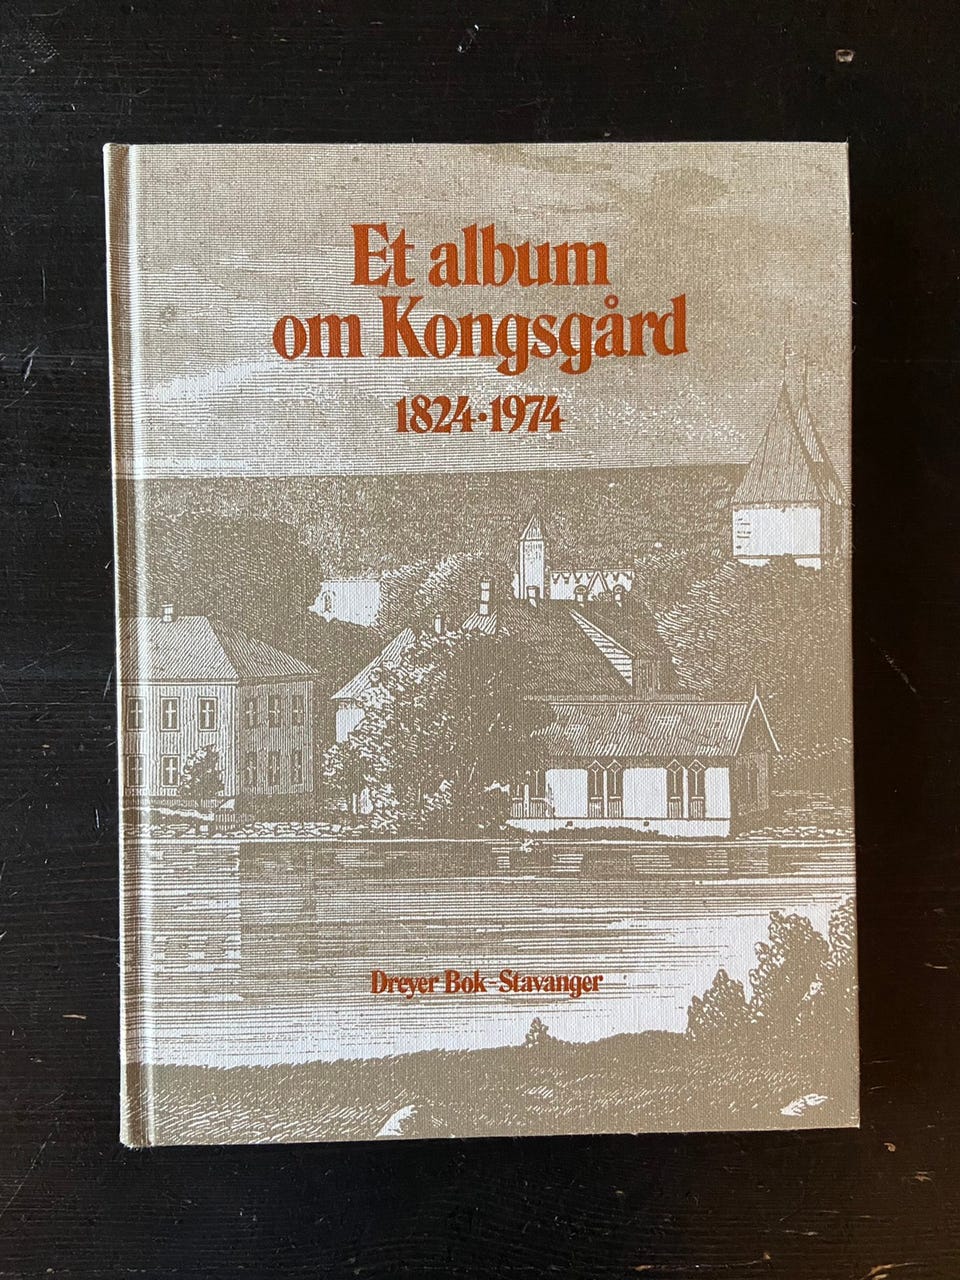 Et album
om Kongsgård
1824·1974
Dreyer Bok-Stavanger